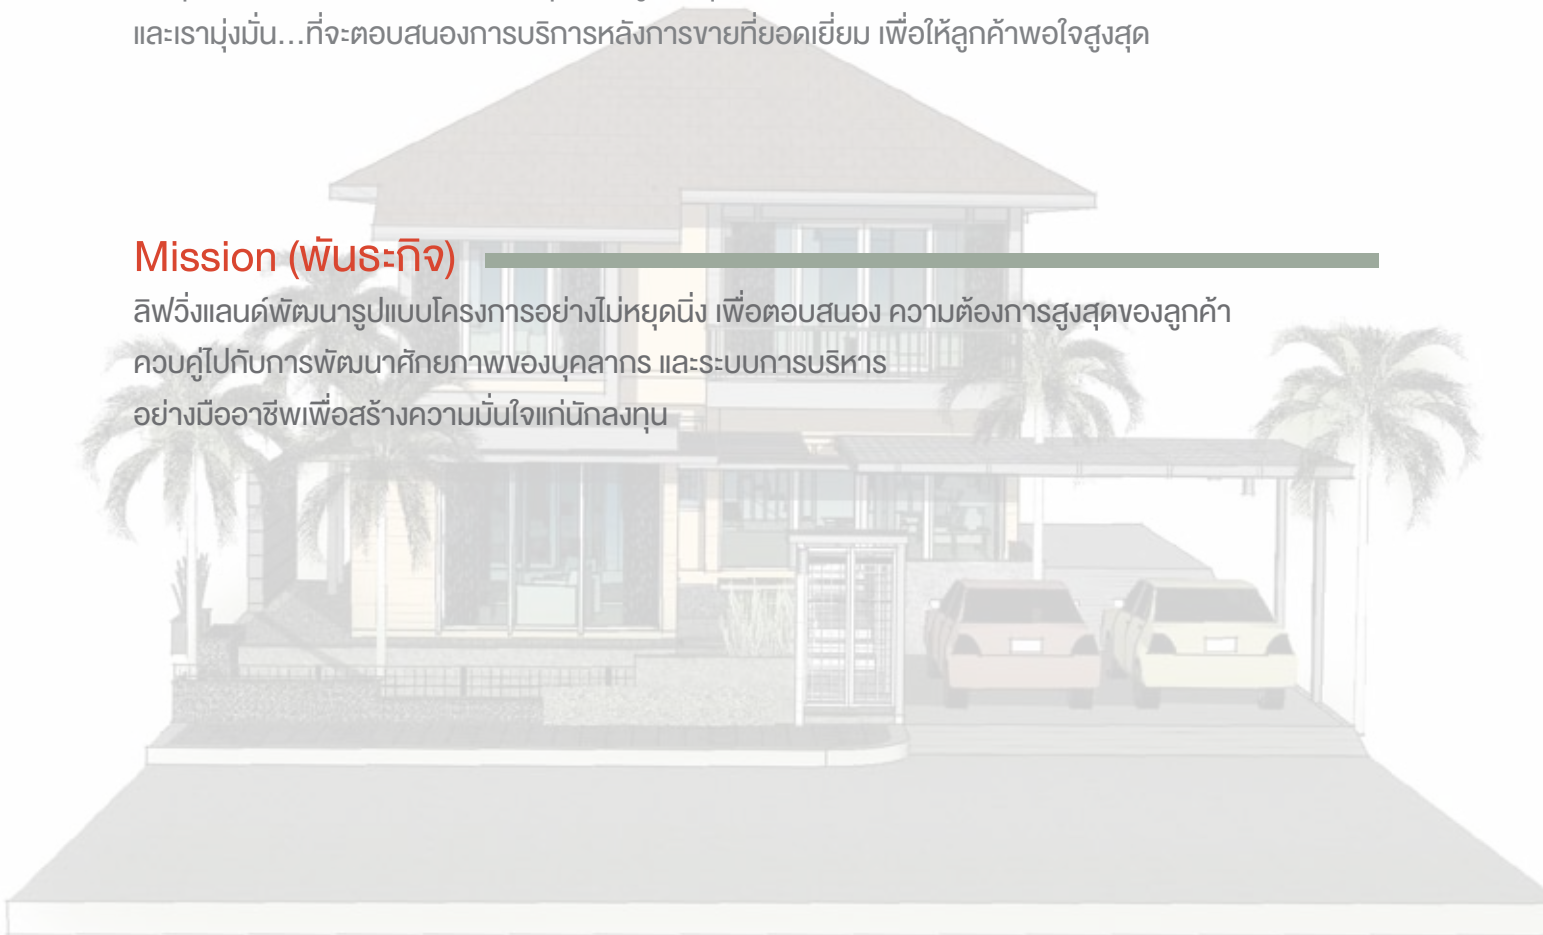 และเรามุ่งมั่น...ที่จะตอบสนองการบริการหลังการขายที่ยอดเยี่ยม เพื่อให้ลูกค้าพอใจสูงสุด
Mission (พันธะกิจ)
ลิฟวิ่งแลนด์พัฒนารูปแบบโครงการอย่างไม่หยุดนิ่ง เพื่อตอบสนอง ความต้องการสูงสุดของลูกค้า
ควบคู่ไปกับการพัฒนาศักยภาพของบุคลากร และระบบการบริหาร
อย่างมืออาชีพเพื่อสร้างความมั่นใจแก่นักลงทุน